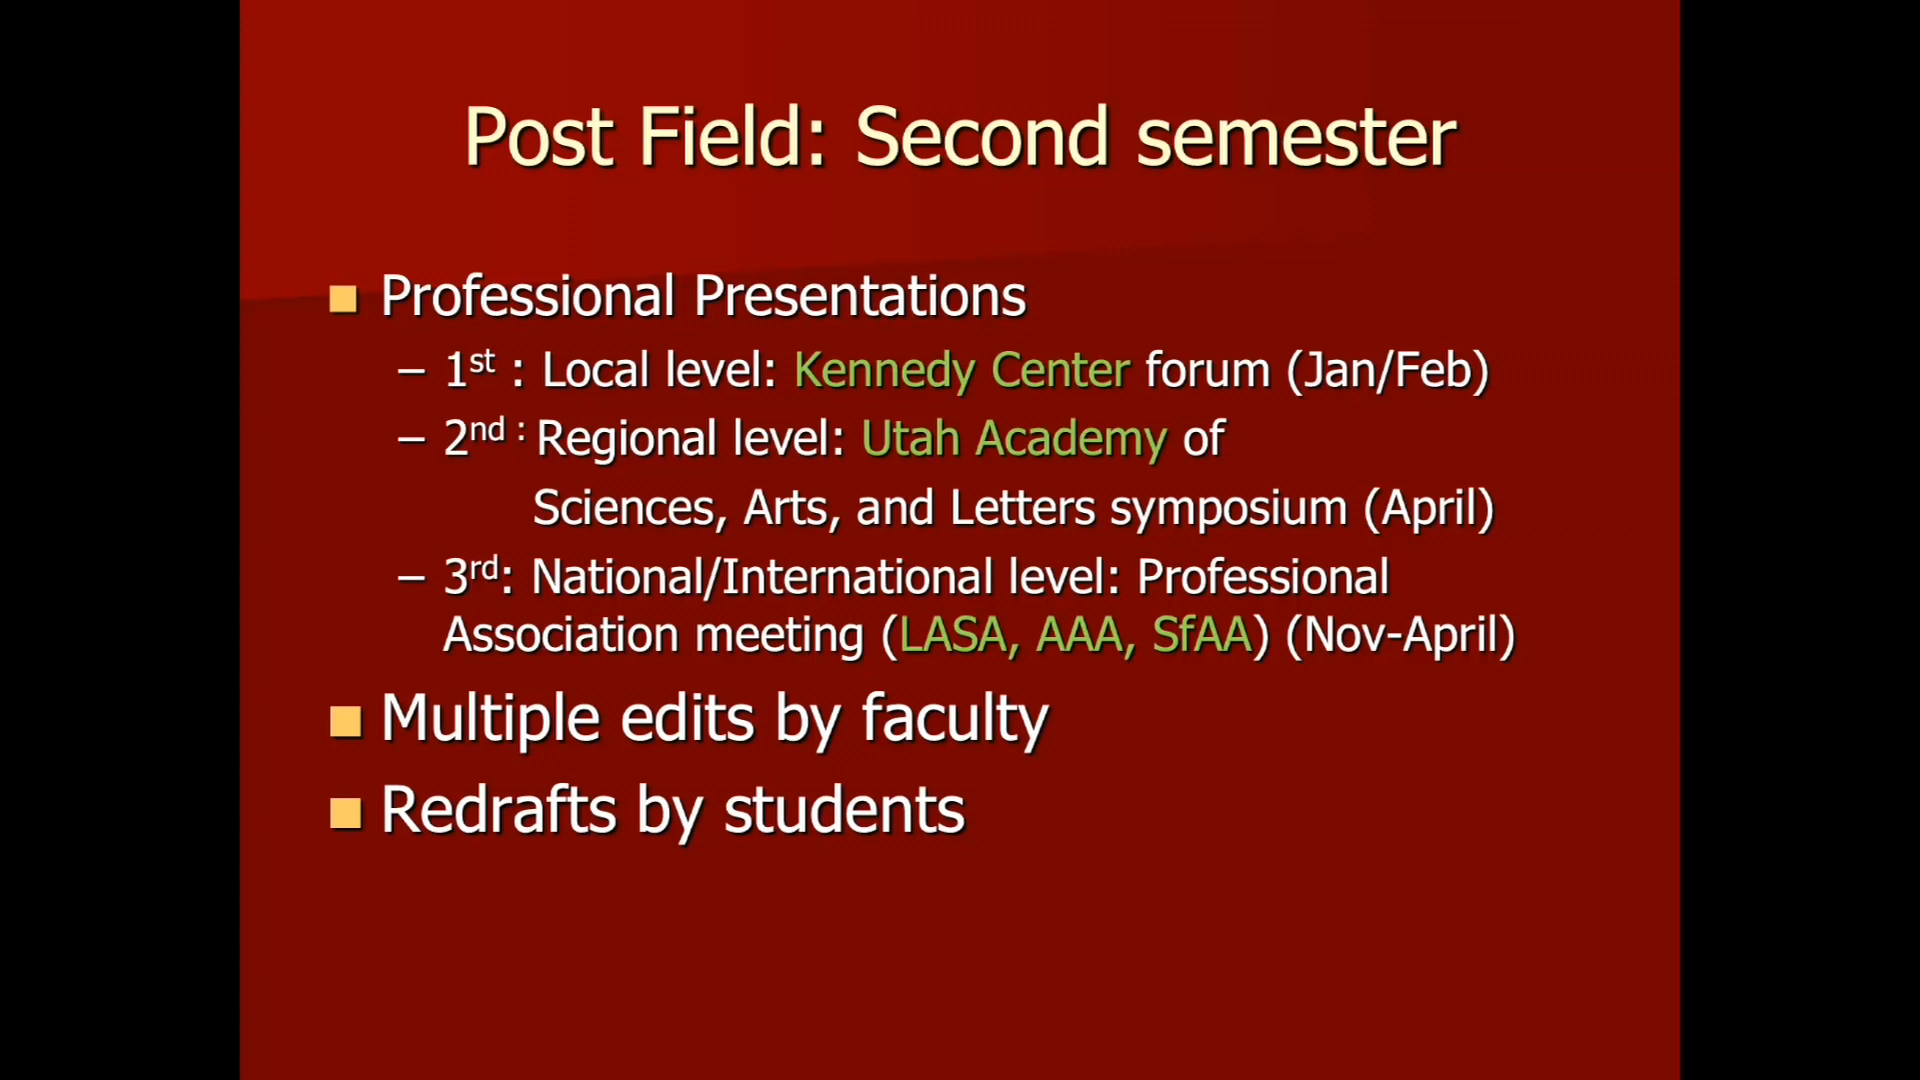 Post Field: Second semester
■ Professional Presentations
– 1st : Local level: Kennedy Center forum (Jan/Feb)
– 2nd : Regional level: Utah Academy of
Sciences, Arts, and Letters symposium (April)
– 3rd: National/International level: Professional
Association meeting (LASA, AAA, SfAA) (Nov-April)
■ Multiple edits by faculty
■ Redrafts by students